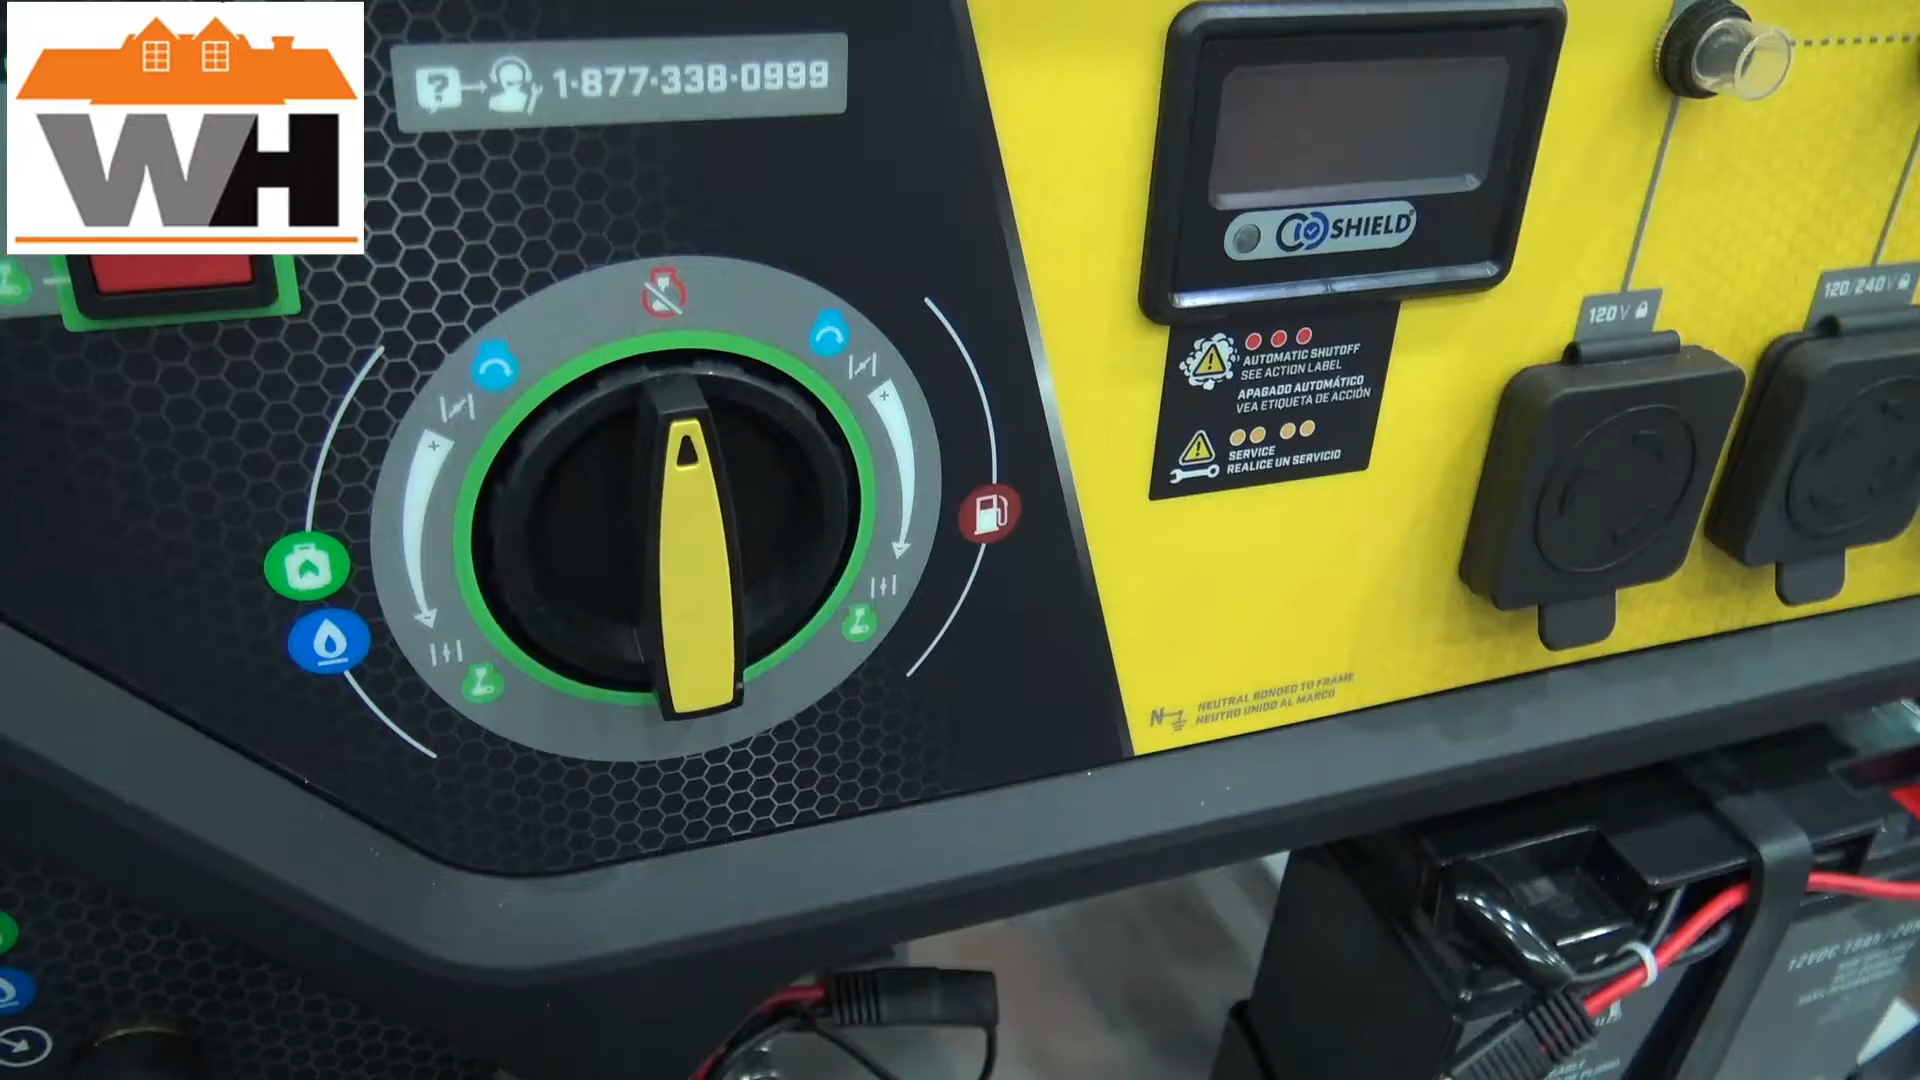 WH
1·877·338·0999
CO SHIELD
120V
120/240V
AUTOMATIC SHUTOFF
SEE ACTION LABEL
APAGADO AUTOMÁTICO
VEA ETIQUETA DE ACCIÓN
SERVICE
REALICE UN SERVICIO
N
NEUTRAL BONDED TO FRAME
NEUTRO UNIDO AL MARCO